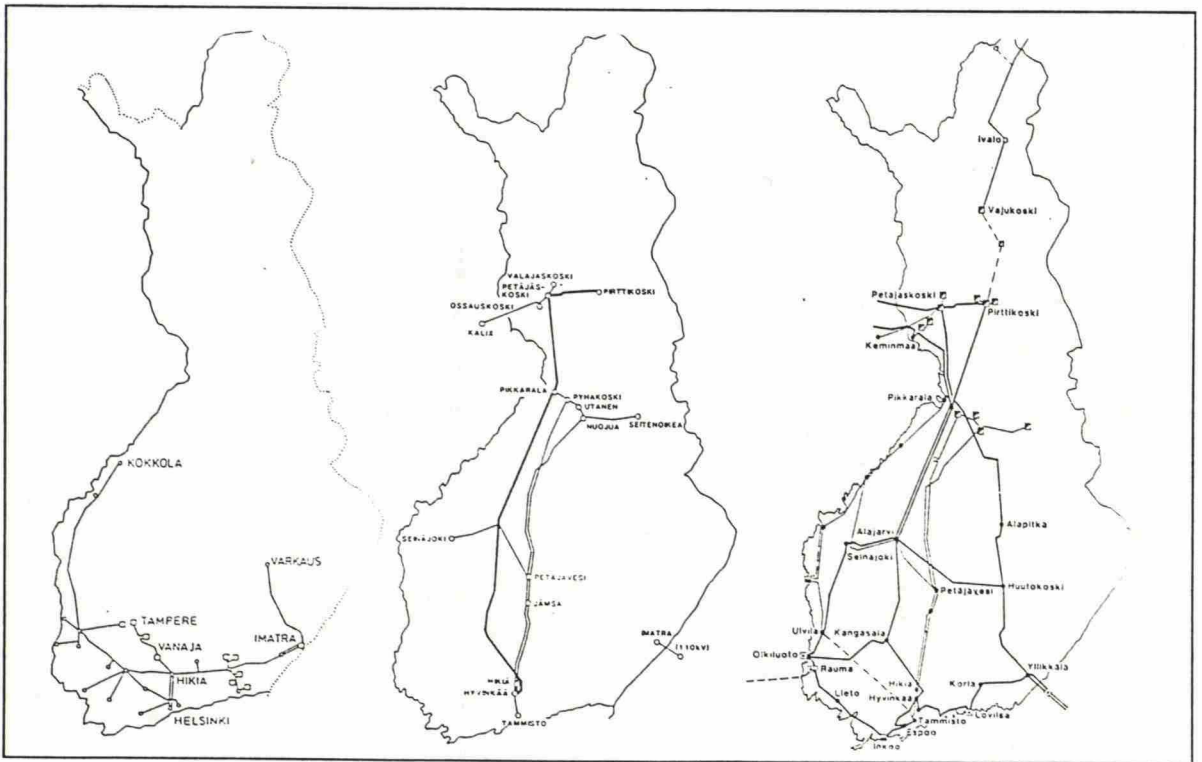 KOKKOLA
VARKAUS
TAMPERE
VANAJA
IMATRA
HIKIA
HELSINKI
VALAJASKOSKI
PETÄJÄS-
KOSKI
PIRTTIKOSKI
OSSAUSKOSKI
KALIX
PIKKARALA
PYHÄKOSKI
UTANEN
NUOJUA
SEITENOIKEA
SEINÄJOKI
PETÄJÄVESI
JÄMSÄ
IMATRA
(110kV)
HIKIÄ
HYVINKÄÄ
TAMMISTO
Ivalo
Vajukoski
Petäjäskoski
Pirttikoski
Keminmaa
Pikkarala
Alapitkä
Alajärvi
Seinäjoki
Huutokoski
Petäjävesi
Ulvila
Kangasala
Olkiluoto
Rauma
Yllikkälä
Hikiä
Koria
Lieto
Hyvinkää
Loviisa
Tammisto
Espoo
Inkoo